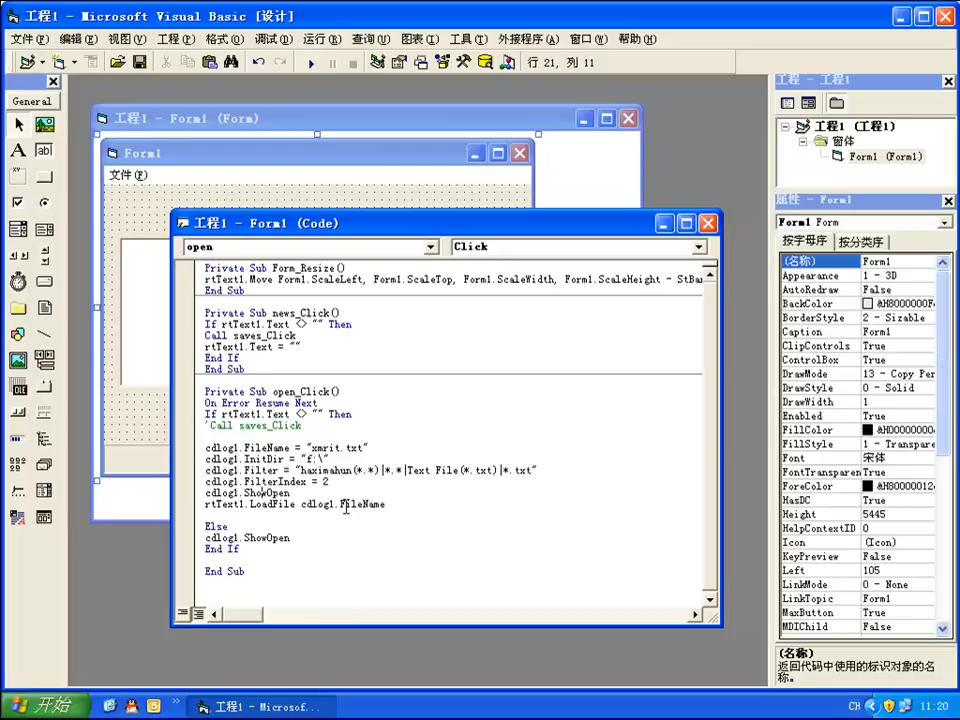 工程1 - Microsoft Visual Basic [设计]
文件(F) 编辑(E) 视图(V) 工程(P) 格式(O) 调试(D) 运行(R) 查询(U) 图表(I) 工具(T) 外接程序(A) 窗口(W) 帮助(H)
行 21, 列 11
General
工程1 - Form1 (Form)
Form1
文件(F)
工程1 - Form1 (Code)
open Click
Private Sub Form_Resize()
rtText1.Move Form1.ScaleLeft, Form1.ScaleTop, Form1.ScaleWidth, Form1.ScaleHeight - StBa
End Sub
Private Sub news_Click()
If rtText1.Text <> "" Then
Call saves_Click
rtText1.Text = ""
End If
End Sub
Private Sub open_Click()
On Error Resume Next
If rtText1.Text <> "" Then
'Call saves_Click
cdlog1.FileName = "xmrit.txt"
cdlog1.InitDir = "f:\"
cdlog1.Filter = "haximahun(*.*)|*.*|Text File(*.txt)|*.txt"
cdlog1.FilterIndex = 2
cdlog1.ShowOpen
rtText1.LoadFile cdlog1.FileName
Else
cdlog1.ShowOpen
End If
End Sub
工程 - 工程1
工程1 (工程1)
窗体
Form1 (Form1)
属性 - Form1
Form1 Form
按字母序 按分类序
(名称) Form1
Appearance 1 - 3D
AutoRedraw False
BackColor &H8000000F&
BorderStyle 2 - Sizable
Caption Form1
ClipControls True
ControlBox True
DrawMode 13 - Copy Pen
DrawStyle 0 - Solid
DrawWidth 1
Enabled True
FillColor &H00000000&
FillStyle 1 - Transparent
Font 宋体
FontTransparent True
ForeColor &H80000012&
HasDC True
Height 5445
HelpContextID 0
Icon (Icon)
KeyPreview False
Left 105
LinkMode 0 - None
LinkTopic Form1
MaxButton True
MDIChild False
(名称)
返回代码中使用的标识对象的名
称。
开始
工程1 - Microsof...
CH
11:20